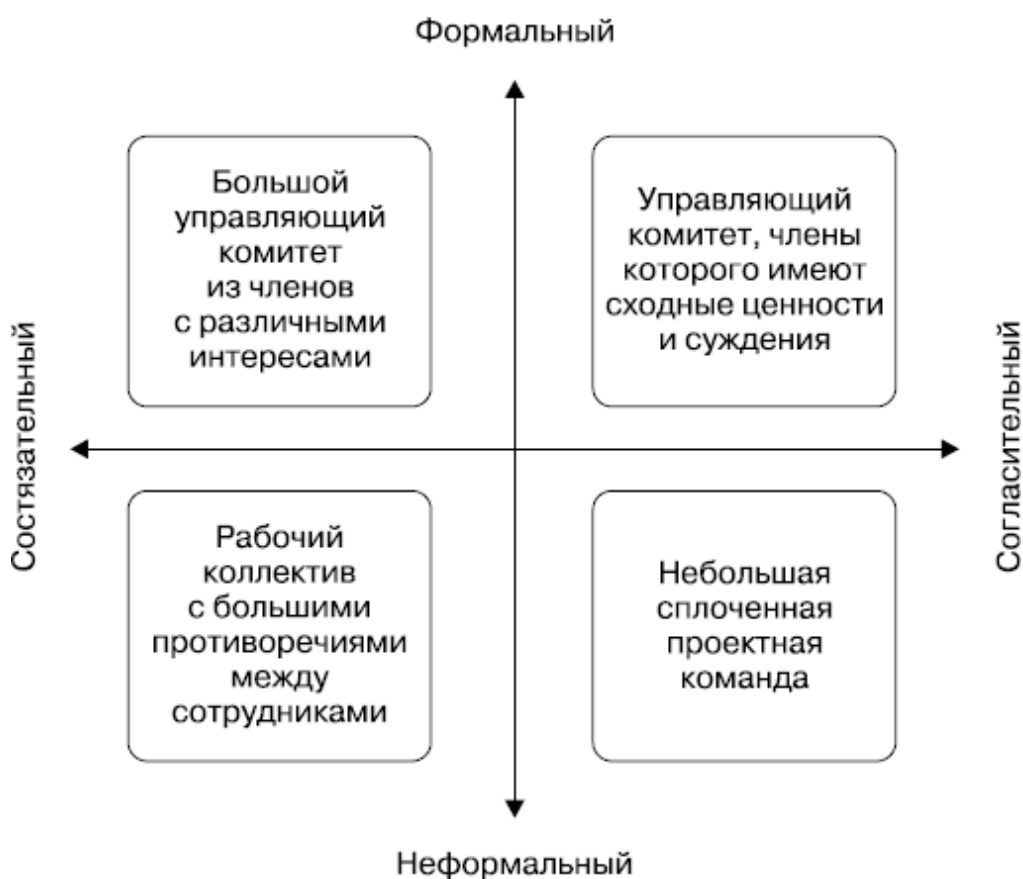 Формальный
Большой
управляющий
комитет
из членов
с различными
интересами
Управляющий
комитет, члены
которого имеют
сходные ценности
и суждения
Состязательный
Согласительный
Рабочий
коллектив
с большими
противоречиями
между
сотрудниками
Небольшая
сплоченная
проектная
команда
Неформальный